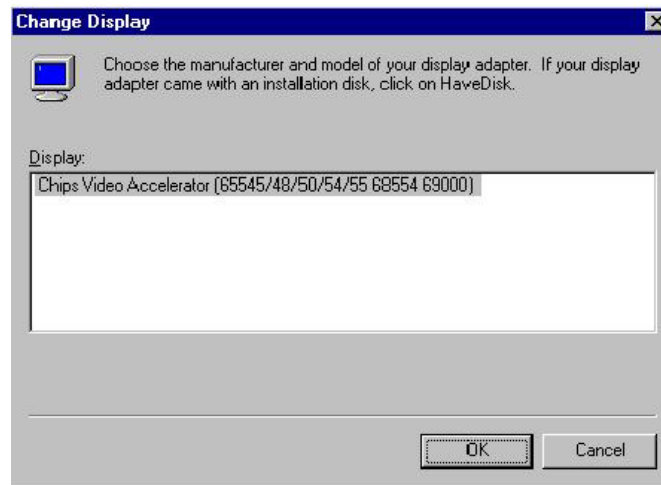 Change Display
Choose the manufacturer and model of your display adapter. If your display
adapter came with an installation disk, click on HaveDisk.
Display:
Chips Video Accelerator (65545/48/50/54/55 68554 69000)
OK
Cancel